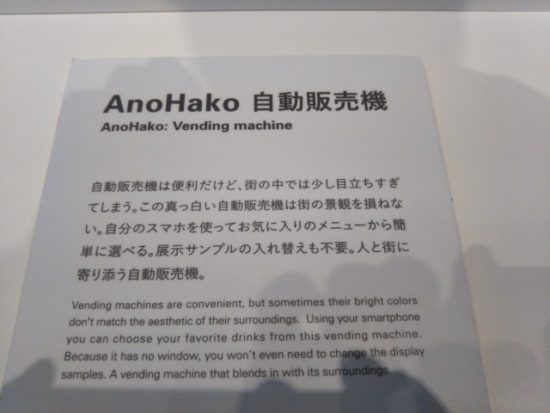 AnoHako 自動販売機
AnoHako: Vending machine
自動販売機は便利だけど、街の中では少し目立ちすぎ
てしまう。この真っ白い自動販売機は街の景観を損ねな
い。自分のスマホを使ってお気に入りのメニューから簡
単に選べる。展示サンプルの入れ替えも不要。人と街に
寄り添う自動販売機。
Vending machines are convenient, but sometimes their bright colors
don't match the aesthetic of their surroundings. Using your smartphone
you can choose your favorite drinks from this vending machine.
Because it has no window, you won't even need to change the display
samples. A vending machine that blends in with its surroundings.